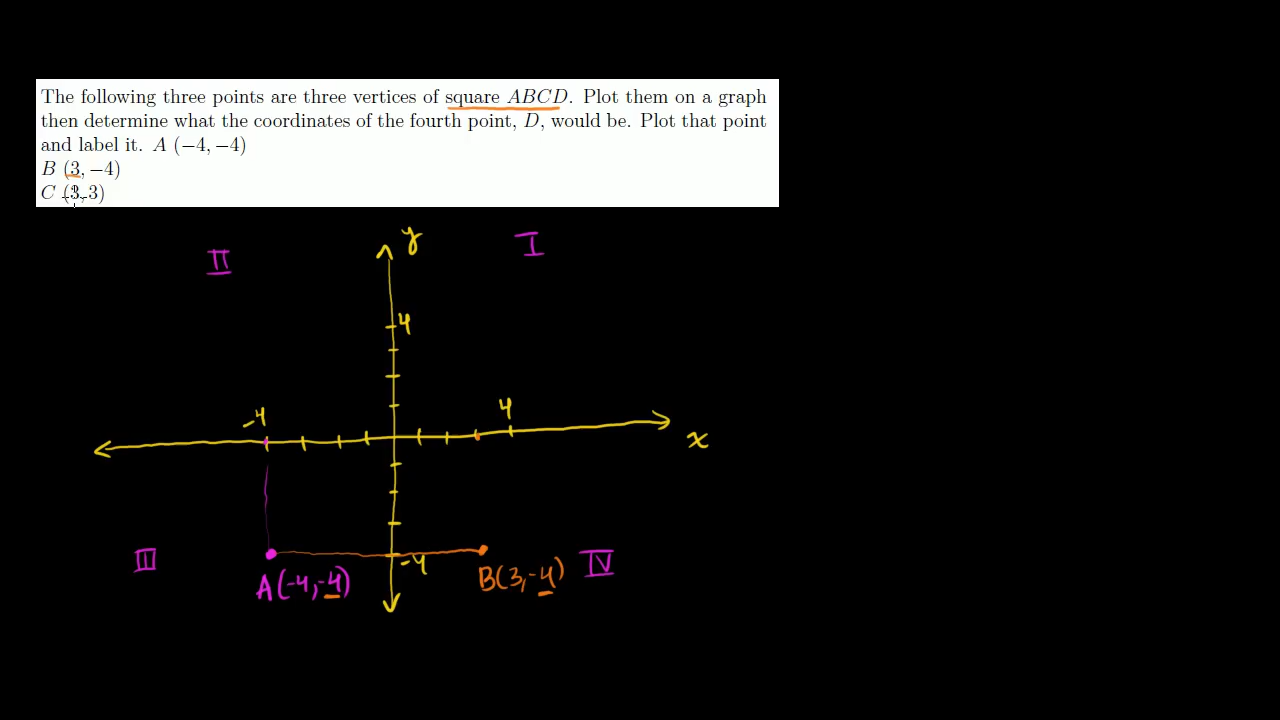 The following three points are three vertices of square ABCD. Plot them on a graph
then determine what the coordinates of the fourth point, D, would be. Plot that point
and label it. A (−4, −4)
B (3, −4)
C (3, 3)
y
I
II
4
4
-4
x
III
-4
A(-4,-4)
B(3,-4)
IV